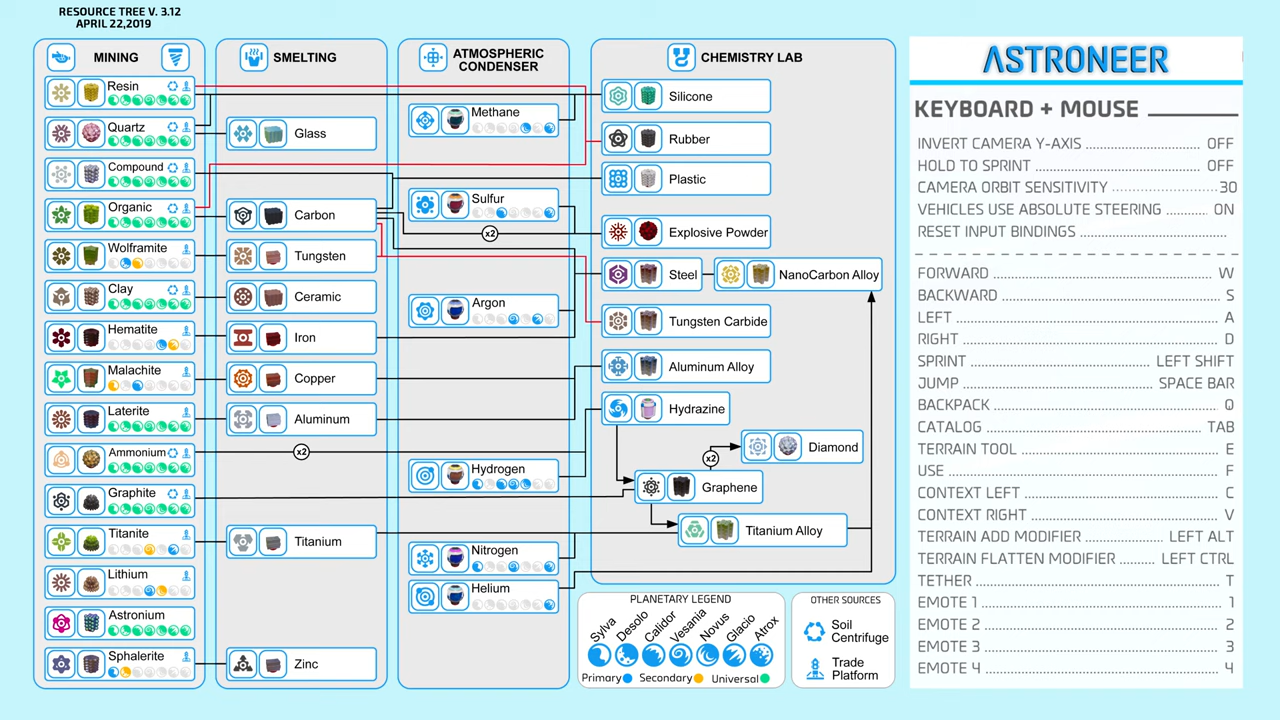 RESOURCE TREE V. 3.12
APRIL 22,2019
MINING
SMELTING
ATMOSPHERIC
CONDENSER
CHEMISTRY LAB
Resin
Quartz
Compound
Organic
Wolframite
Clay
Hematite
Malachite
Laterite
Ammonium
Graphite
Titanite
Lithium
Astronium
Sphalerite
Glass
Carbon
Tungsten
Ceramic
Iron
Copper
Aluminum
x2
Titanium
Zinc
Methane
Sulfur
x2
Argon
Hydrogen
Nitrogen
Helium
Silicone
Rubber
Plastic
Explosive Powder
Steel
NanoCarbon Alloy
Tungsten Carbide
Aluminum Alloy
Hydrazine
x2
Diamond
Graphene
Titanium Alloy
PLANETARY LEGEND
Sylva
Desolo
Calidor
Vesania
Novus
Glacio
Atrox
Primary
Secondary
Universal
OTHER SOURCES
Soil
Centrifuge
Trade
Platform
ASTRONEER
KEYBOARD + MOUSE
INVERT CAMERA Y-AXIS OFF
HOLD TO SPRINT OFF
CAMERA ORBIT SENSITIVITY 30
VEHICLES USE ABSOLUTE STEERING ON
RESET INPUT BINDINGS
FORWARD W
BACKWARD S
LEFT A
RIGHT D
SPRINT LEFT SHIFT
JUMP SPACE BAR
BACKPACK Q
CATALOG TAB
TERRAIN TOOL E
USE F
CONTEXT LEFT C
CONTEXT RIGHT V
TERRAIN ADD MODIFIER LEFT ALT
TERRAIN FLATTEN MODIFIER LEFT CTRL
TETHER T
EMOTE 1 1
EMOTE 2 2
EMOTE 3 3
EMOTE 4 4